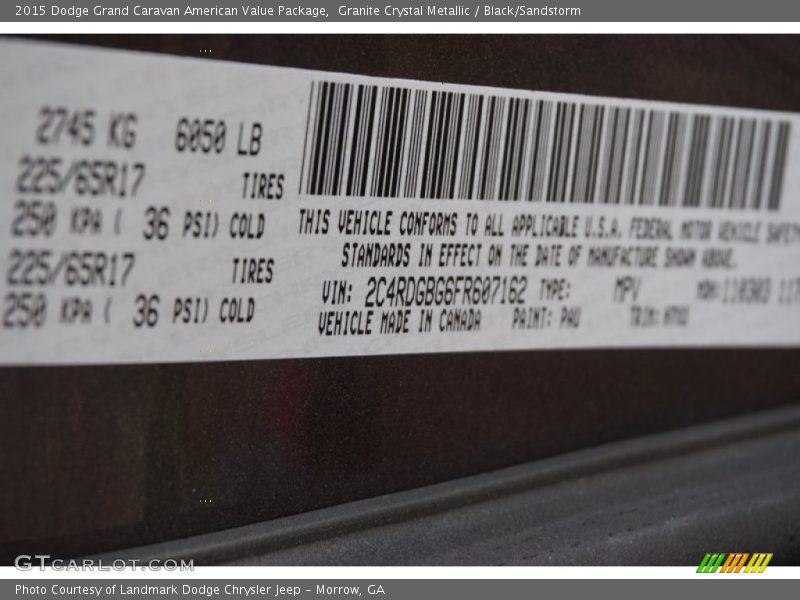 2015 Dodge Grand Caravan American Value Package,  Granite Crystal Metallic / Black/Sandstorm
2745 KG 6050 LB
225/65R17 TIRES
250 KPA ( 36 PSI) COLD
225/65R17 TIRES
250 KPA ( 36 PSI) COLD
THIS VEHICLE CONFORMS TO ALL APPLICABLE U.S.A. FEDERAL MOTOR VEHICLE SAFETY
STANDARDS IN EFFECT ON THE DATE OF MANUFACTURE SHOWN ABOVE.
VIN: 2C4RDGBG6FR607162 TYPE: MPV
VEHICLE MADE IN CANADA PAINT: PAU TRIM:
GTCARLOT.COM
Photo Courtesy of Landmark Dodge Chrysler Jeep – Morrow, GA